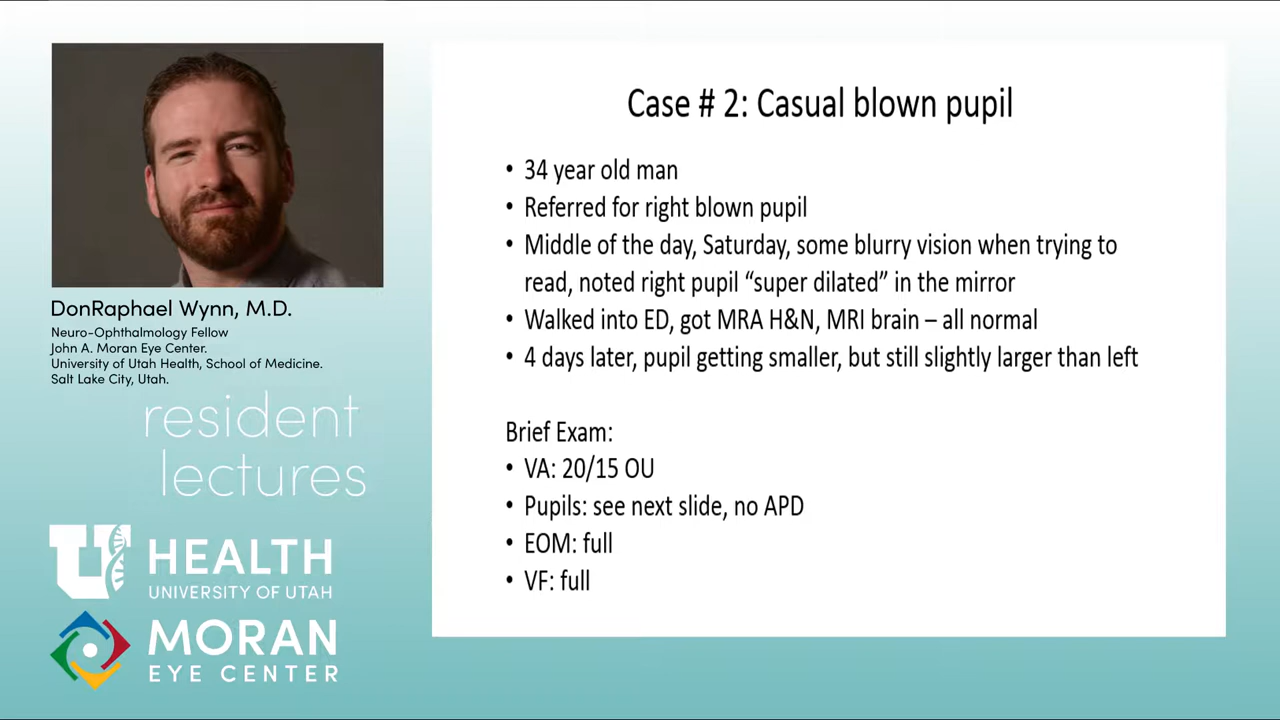 DonRaphael Wynn, M.D.
Neuro-Ophthalmology Fellow
John A. Moran Eye Center.
University of Utah Health, School of Medicine.
Salt Lake City, Utah.
resident
lectures
U HEALTH
UNIVERSITY OF UTAH
MORAN
EYE CENTER
Case # 2: Casual blown pupil
• 34 year old man
• Referred for right blown pupil
• Middle of the day, Saturday, some blurry vision when trying to
read, noted right pupil “super dilated” in the mirror
• Walked into ED, got MRA H&N, MRI brain – all normal
• 4 days later, pupil getting smaller, but still slightly larger than left
Brief Exam:
• VA: 20/15 OU
• Pupils: see next slide, no APD
• EOM: full
• VF: full